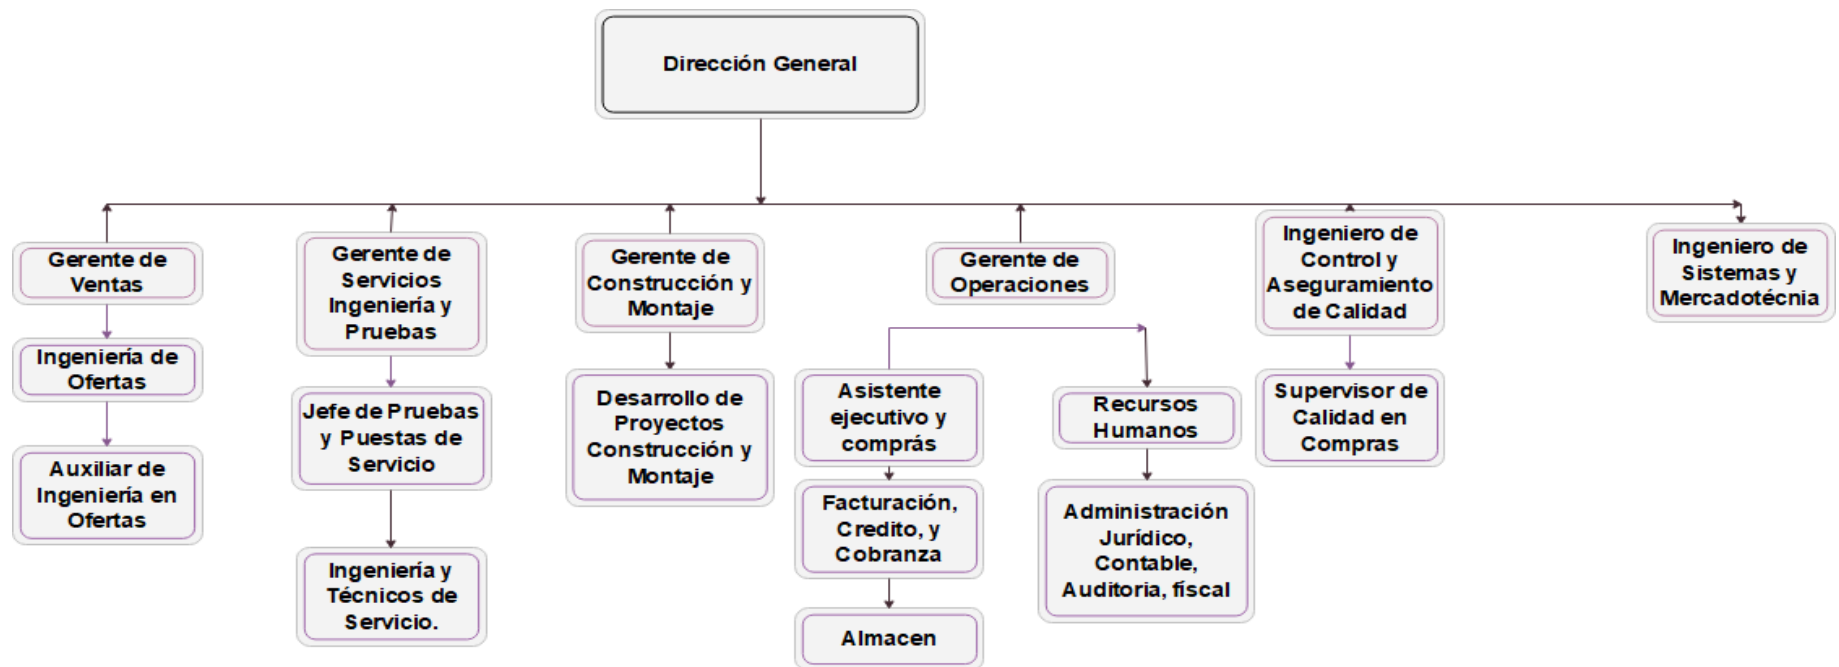 Dirección General
Gerente de
Ventas
Gerente de
Servicios
Ingeniería y
Pruebas
Gerente de
Construcción y
Montaje
Gerente de
Operaciones
Ingeniero de
Control y
Aseguramiento
de Calidad
Ingeniero de
Sistemas y
Mercadotécnia
Ingeniería de
Ofertas
Jefe de Pruebas
y Puestas de
Servicio
Desarrollo de
Proyectos
Construcción y
Montaje
Asistente
ejecutivo y
comprás
Recursos
Humanos
Supervisor de
Calidad en
Compras
Auxiliar de
Ingeniería en
Ofertas
Ingeniería y
Técnicos de
Servicio.
Facturación,
Credito, y
Cobranza
Administración
Jurídico,
Contable,
Auditoria, físcal
Almacen